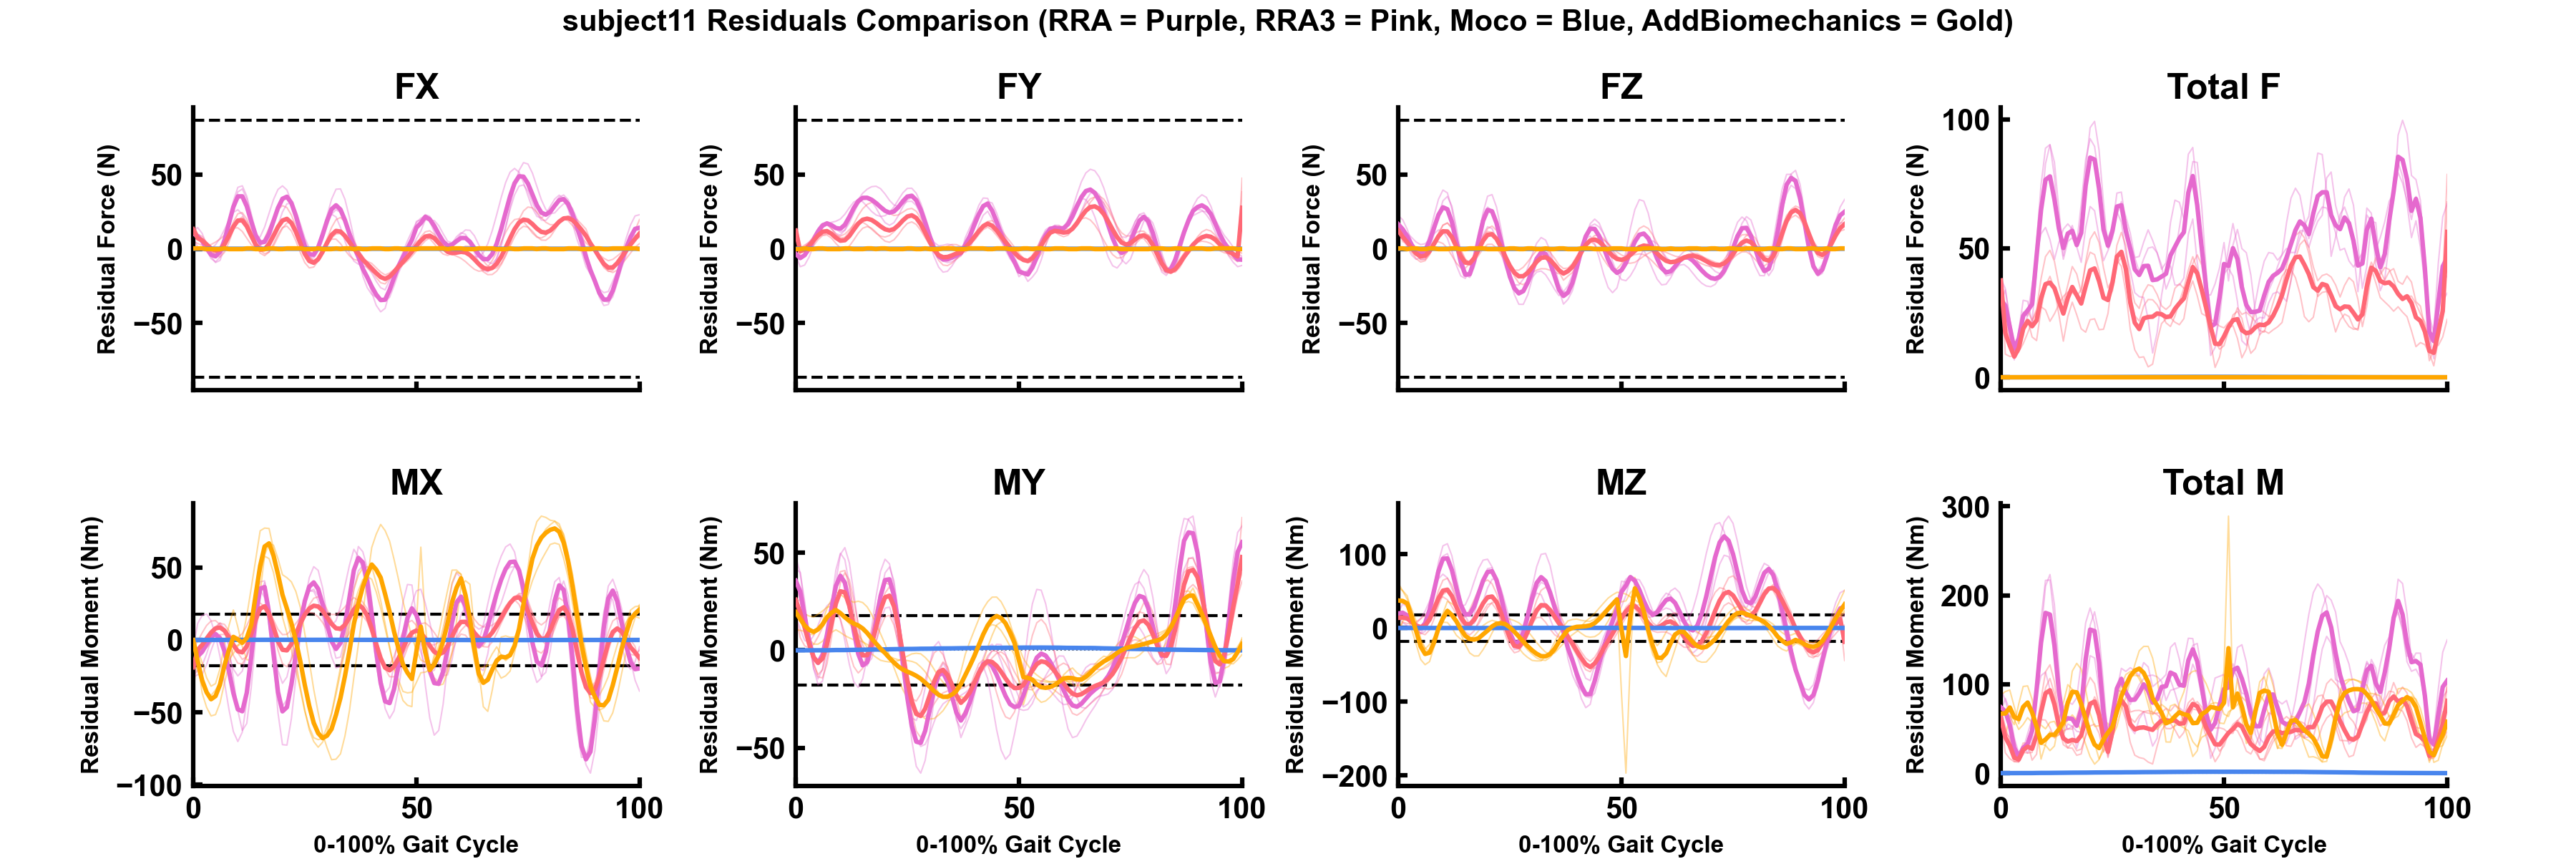 subject11 Residuals Comparison (RRA = Purple, RRA3 = Pink, Moco = Blue, AddBiomechanics = Gold)
FX
FY
FZ
Total F
Residual Force (N)
50
0
−50
Residual Force (N)
50
0
−50
Residual Force (N)
50
0
−50
Residual Force (N)
100
50
0
MX
MY
MZ
Total M
Residual Moment (Nm)
50
0
−50
−100
0
50
100
0-100% Gait Cycle
Residual Moment (Nm)
50
0
−50
0
50
100
0-100% Gait Cycle
Residual Moment (Nm)
100
0
−100
−200
0
50
100
0-100% Gait Cycle
Residual Moment (Nm)
300
200
100
0
0
50
100
0-100% Gait Cycle